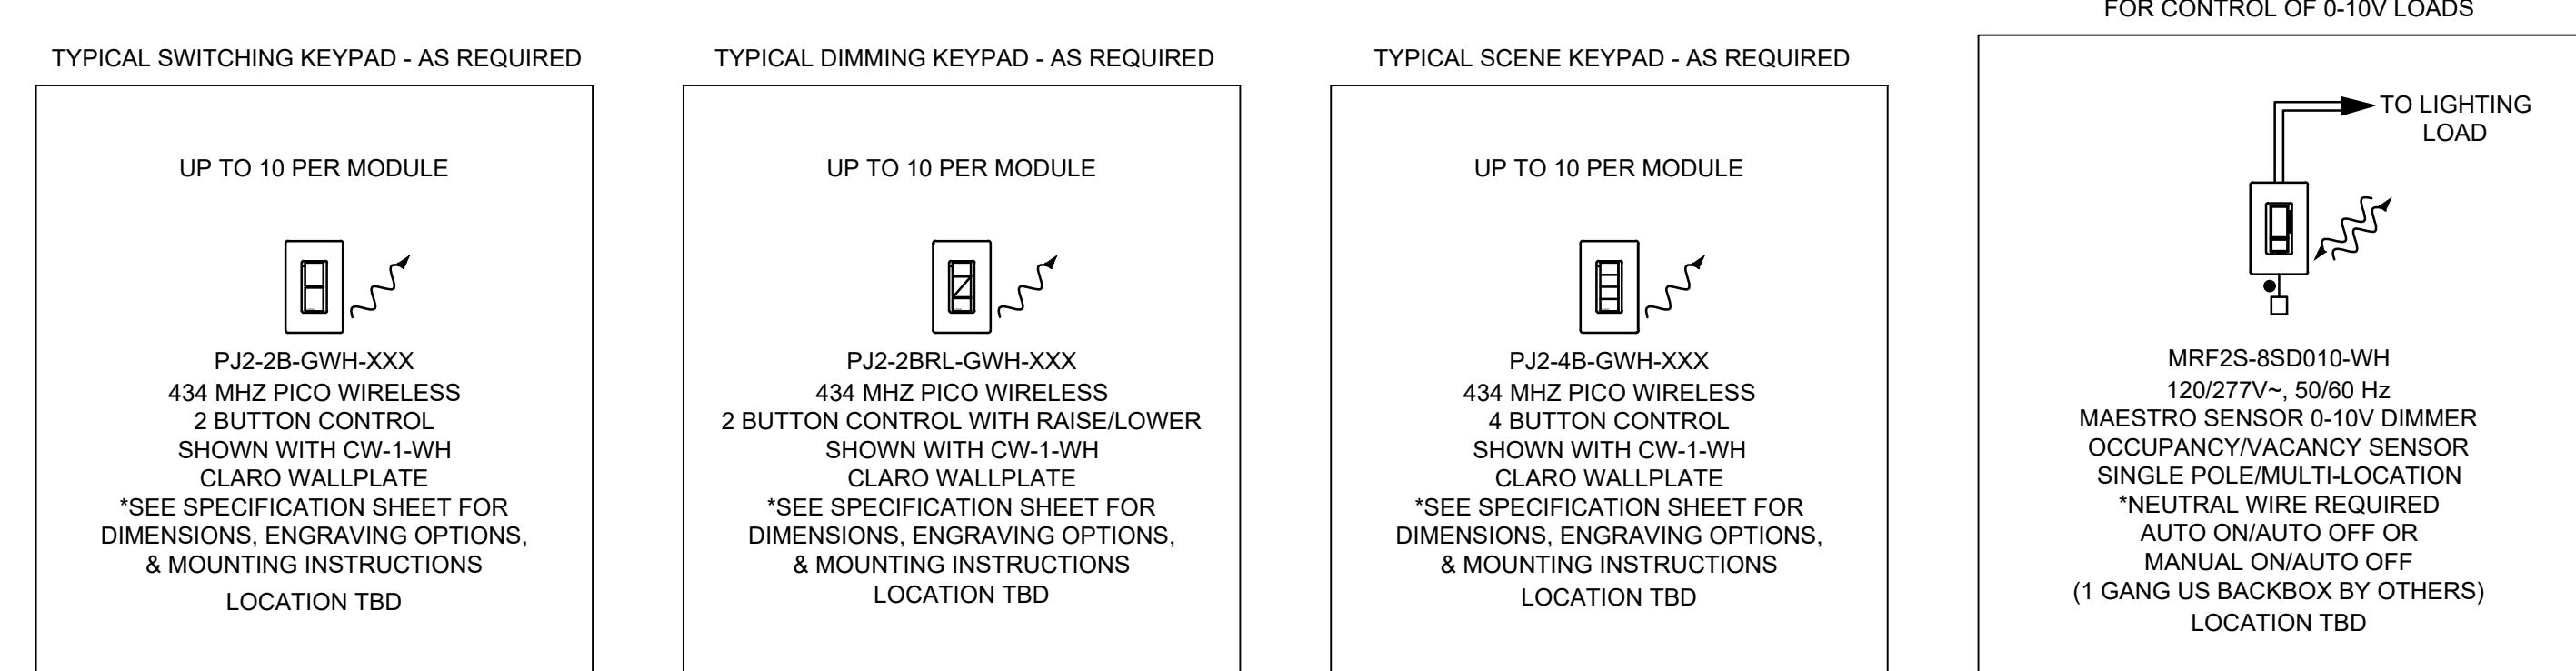 TYPICAL SWITCHING KEYPAD - AS REQUIRED
UP TO 10 PER MODULE
PJ2-2B-GWH-XXX
434 MHZ PICO WIRELESS
2 BUTTON CONTROL
SHOWN WITH CW-1-WH
CLARO WALLPLATE
*SEE SPECIFICATION SHEET FOR
DIMENSIONS, ENGRAVING OPTIONS,
& MOUNTING INSTRUCTIONS
LOCATION TBD
TYPICAL DIMMING KEYPAD - AS REQUIRED
UP TO 10 PER MODULE
PJ2-2BRL-GWH-XXX
434 MHZ PICO WIRELESS
2 BUTTON CONTROL WITH RAISE/LOWER
SHOWN WITH CW-1-WH
CLARO WALLPLATE
*SEE SPECIFICATION SHEET FOR
DIMENSIONS, ENGRAVING OPTIONS,
& MOUNTING INSTRUCTIONS
LOCATION TBD
TYPICAL SCENE KEYPAD - AS REQUIRED
UP TO 10 PER MODULE
PJ2-4B-GWH-XXX
434 MHZ PICO WIRELESS
4 BUTTON CONTROL
SHOWN WITH CW-1-WH
CLARO WALLPLATE
*SEE SPECIFICATION SHEET FOR
DIMENSIONS, ENGRAVING OPTIONS,
& MOUNTING INSTRUCTIONS
LOCATION TBD
FOR CONTROL OF 0-10V LOADS
TO LIGHTING
LOAD
MRF2S-8SD010-WH
120/277V~, 50/60 Hz
MAESTRO SENSOR 0-10V DIMMER
OCCUPANCY/VACANCY SENSOR
SINGLE POLE/MULTI-LOCATION
*NEUTRAL WIRE REQUIRED
AUTO ON/AUTO OFF OR
MANUAL ON/AUTO OFF
(1 GANG US BACKBOX BY OTHERS)
LOCATION TBD